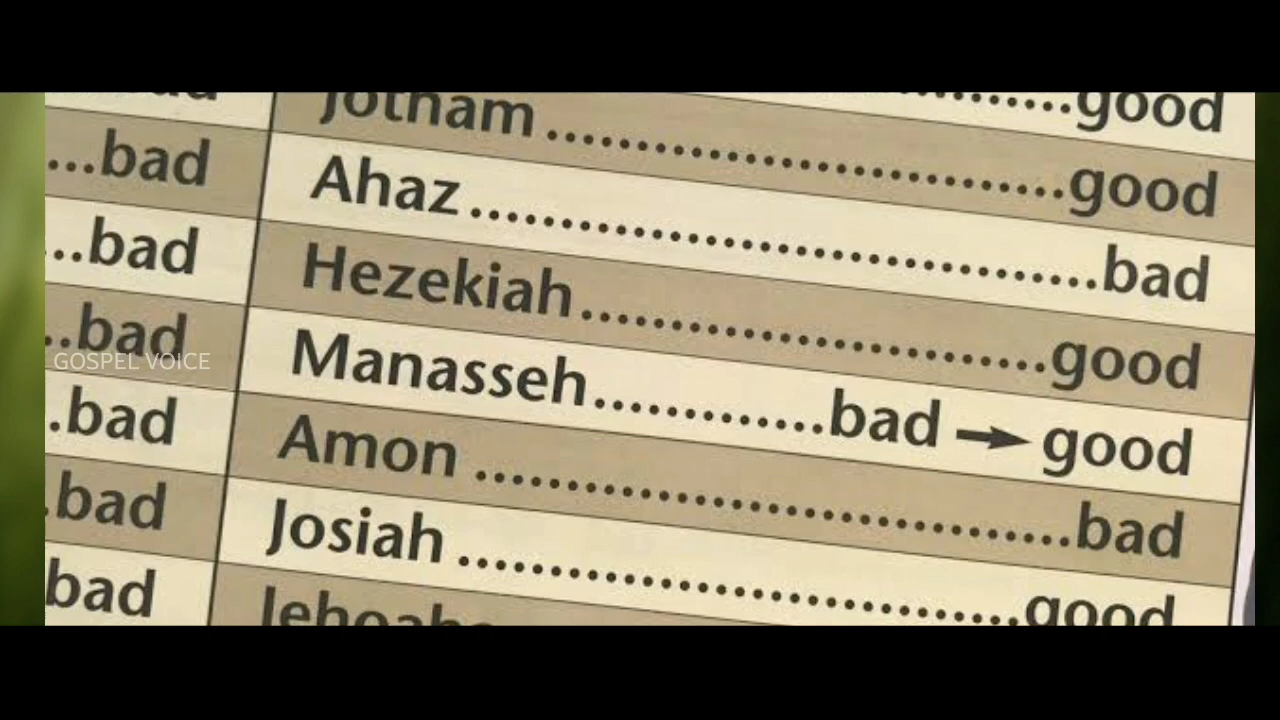 good
Jotham good
bad Ahaz bad
bad Hezekiah good
bad Manasseh bad → good
bad Amon bad
bad Josiah good
bad
GOSPEL VOICE